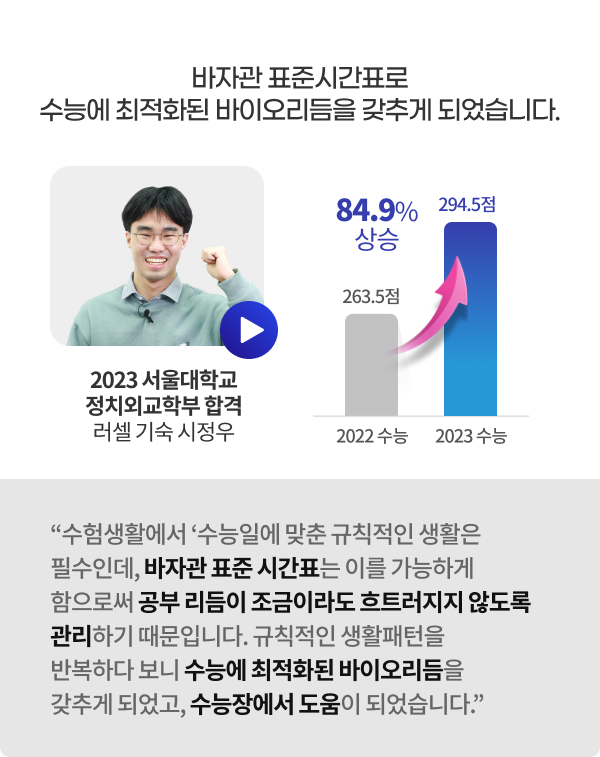 바자관 표준시간표로
수능에 최적화된 바이오리듬을 갖추게 되었습니다.
84.9%
상승
294.5점
263.5점
2022 수능
2023 수능
2023 서울대학교
정치외교학부 합격
러셀 기숙 시정우
“수험생활에서 ‘수능일에 맞춘 규칙적인 생활은
필수인데, 바자관 표준 시간표는 이를 가능하게
함으로써 공부 리듬이 조금이라도 흐트러지지 않도록
관리하기 때문입니다. 규칙적인 생활패턴을
반복하다 보니 수능에 최적화된 바이오리듬을
갖추게 되었고, 수능장에서 도움이 되었습니다.”